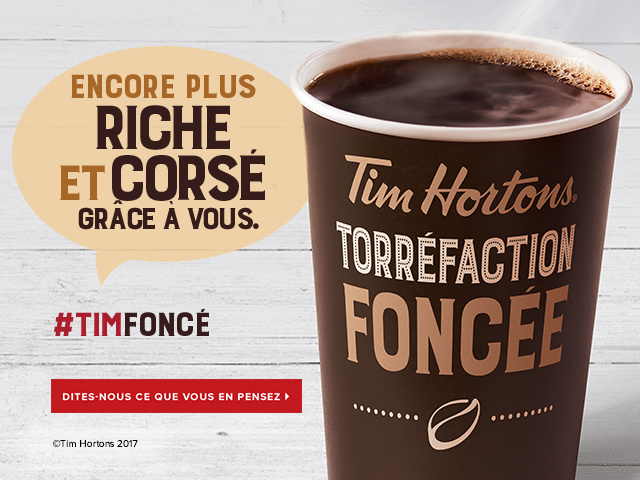 ENCORE PLUS
RICHE
ET CORSÉ
GRÂCE À VOUS.
#TIMFONCÉ
DITES-NOUS CE QUE VOUS EN PENSEZ
©Tim Hortons 2017
Tim Hortons®
TORRÉFACTION
FONCÉE